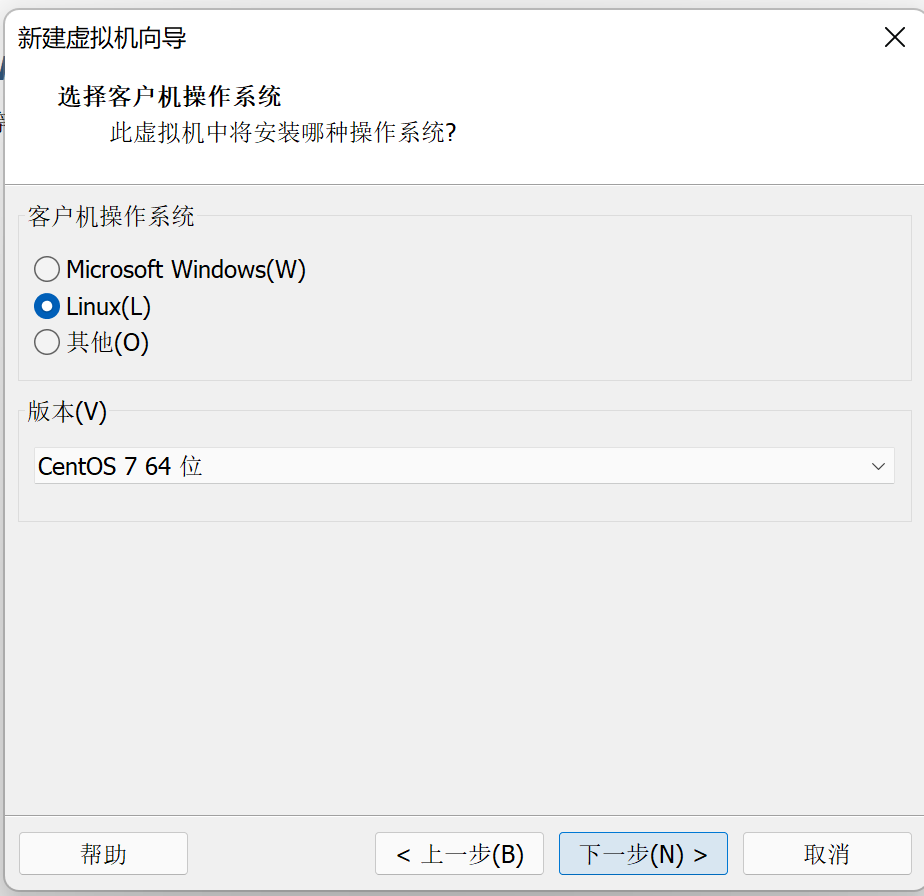 新建虚拟机向导
选择客户机操作系统
此虚拟机中将安装哪种操作系统?
客户机操作系统
Microsoft Windows(W)
Linux(L)
其他(O)
版本(V)
CentOS 7 64 位
帮助
< 上一步(B)
下一步(N) >
取消